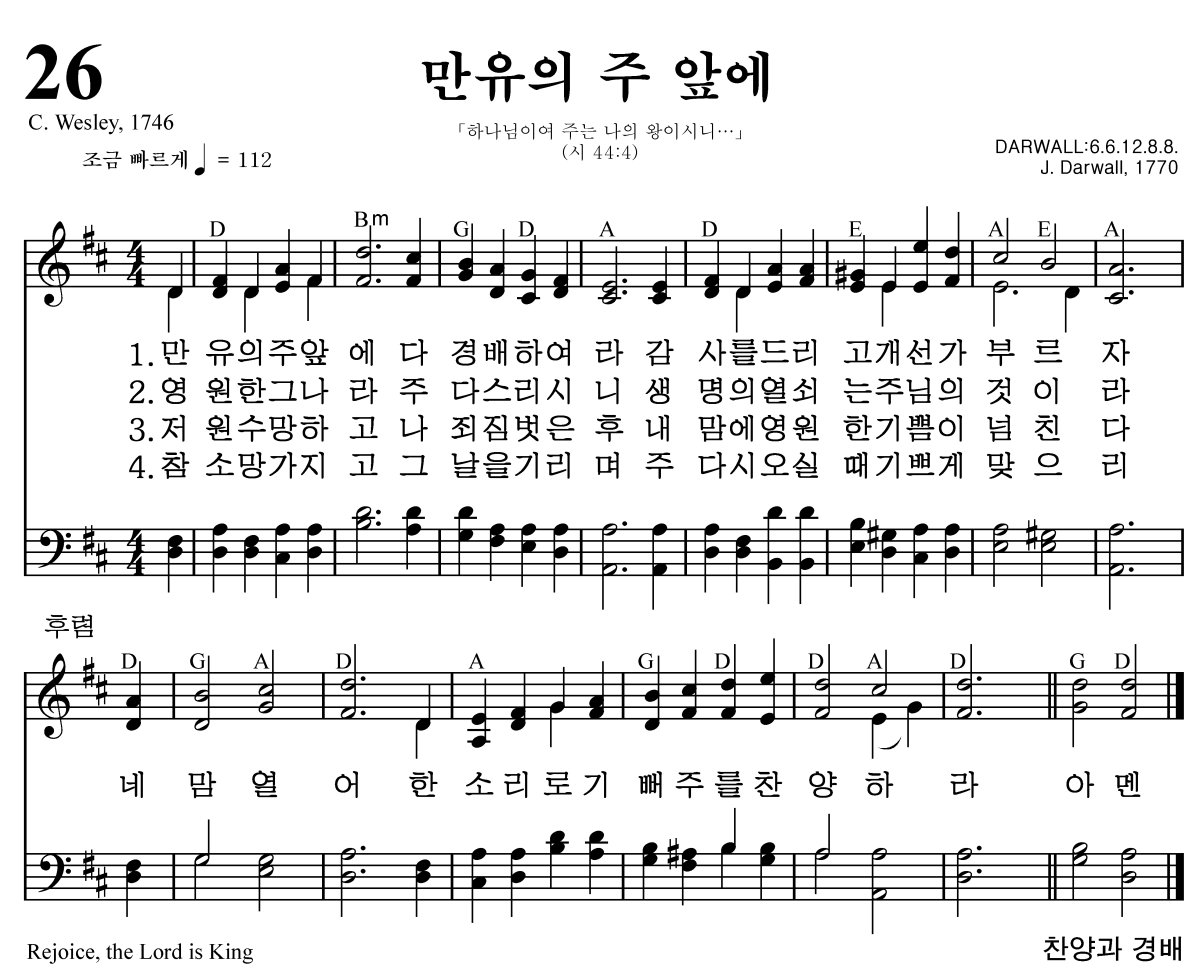 26
만유의 주 앞에
C. Wesley, 1746
「하나님이여 주는 나의 왕이시니…」
(시 44:4)
조금 빠르게 ♩ = 112
DARWALL:6.6.12.8.8.
J. Darwall, 1770
D Bm G D A D E A E A
4 4
1. 만 유의주앞 에 다 경배하여 라 감 사를드리 고개선가 부 르 자
2. 영 원한그나 라 주 다스리시 니 생 명의열쇠 는주님의 것 이 라
3. 저 원수망하 고 나 죄짐벗은 후 내 맘에영원 한기쁨이 넘 친 다
4. 참 소망가지 고 그 날을기리 며 주 다시오실 때기쁘게 맞 으 리
4 4
후렴
D G A D A G D D A D G D
네 맘 열 어 한 소리로기 뻐주를찬 양 하 라 아멘
Rejoice, the Lord is King
찬양과 경배